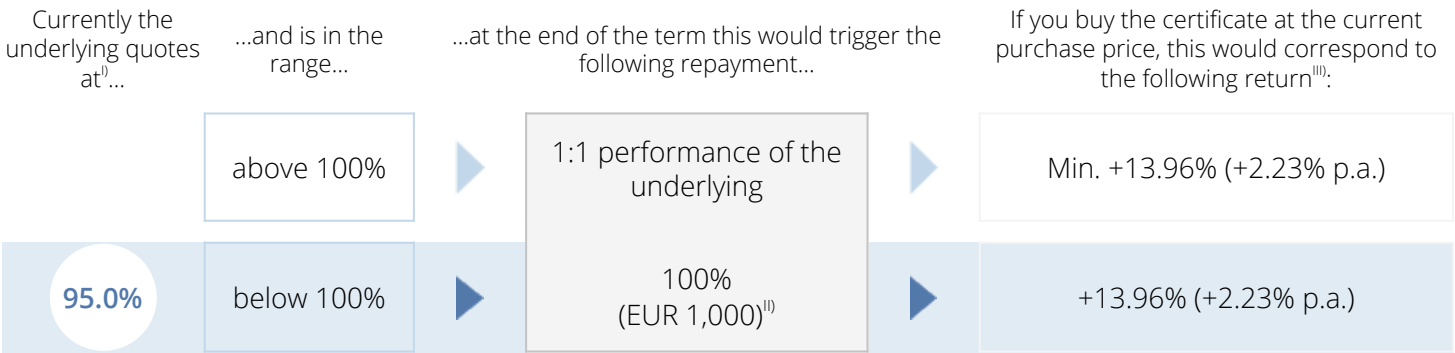 Currently the
underlying quotes
at I)...
...and is in the
range...
...at the end of the term this would trigger the
following repayment...
If you buy the certificate at the current
purchase price, this would correspond to
the following return III):
above 100%
1:1 performance of the
underlying
Min. +13.96% (+2.23% p.a.)
95.0%
below 100%
100%
(EUR 1,000) II)
+13.96% (+2.23% p.a.)